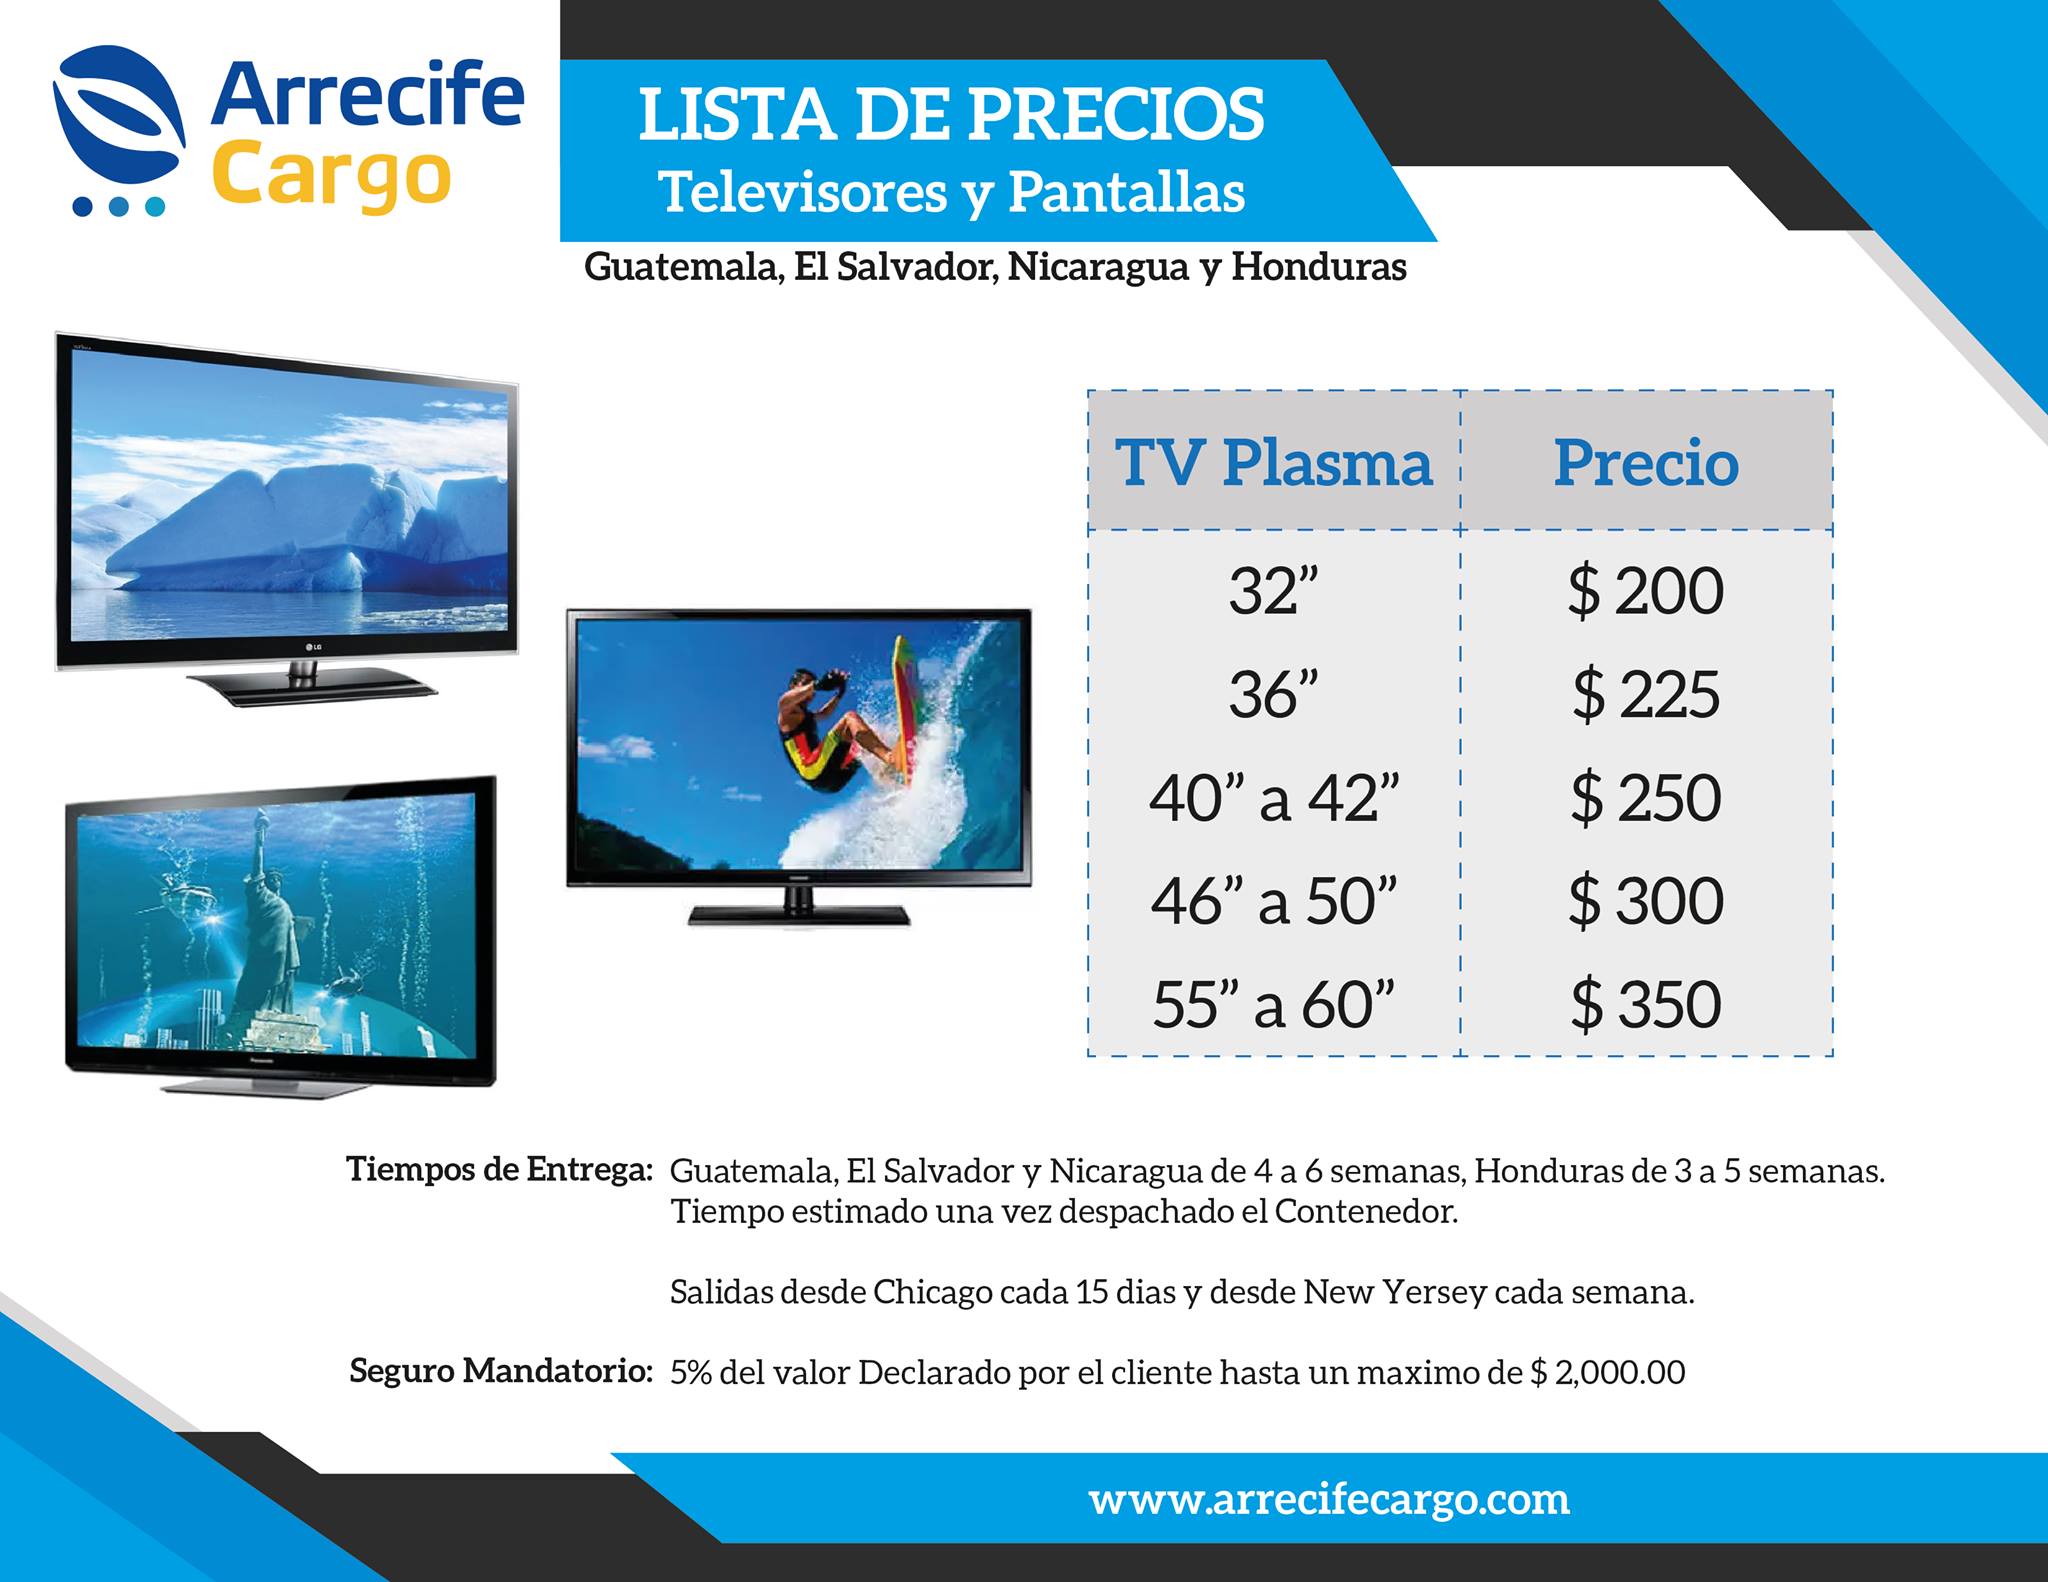 Arrecife
Cargo
LISTA DE PRECIOS
Televisores y Pantallas
Guatemala, El Salvador, Nicaragua y Honduras
LG
Panasonic
TV Plasma Precio
32” $ 200
36” $ 225
40” a 42” $ 250
46” a 50” $ 300
55” a 60” $ 350
Tiempos de Entrega: Guatemala, El Salvador y Nicaragua de 4 a 6 semanas, Honduras de 3 a 5 semanas.
Tiempo estimado una vez despachado el Contenedor.
Salidas desde Chicago cada 15 dias y desde New Yersey cada semana.
Seguro Mandatorio: 5% del valor Declarado por el cliente hasta un maximo de $ 2,000.00
www.arrecifecargo.com